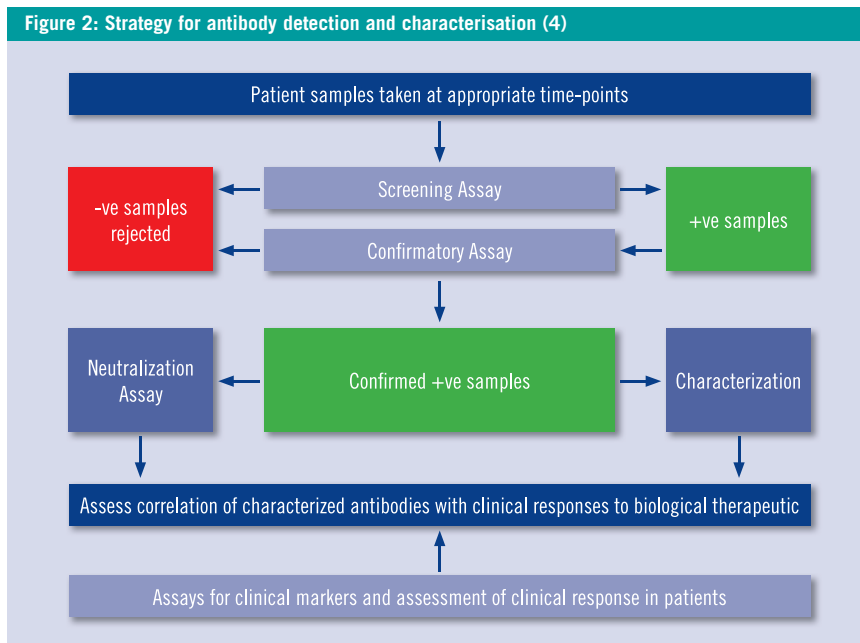 Figure 2: Strategy for antibody detection and characterisation (4)
Patient samples taken at appropriate time-points
-ve samples
rejected
Screening Assay
+ve samples
Confirmatory Assay
Neutralization
Assay
Confirmed +ve samples
Characterization
Assess correlation of characterized antibodies with clinical responses to biological therapeutic
Assays for clinical markers and assessment of clinical response in patients